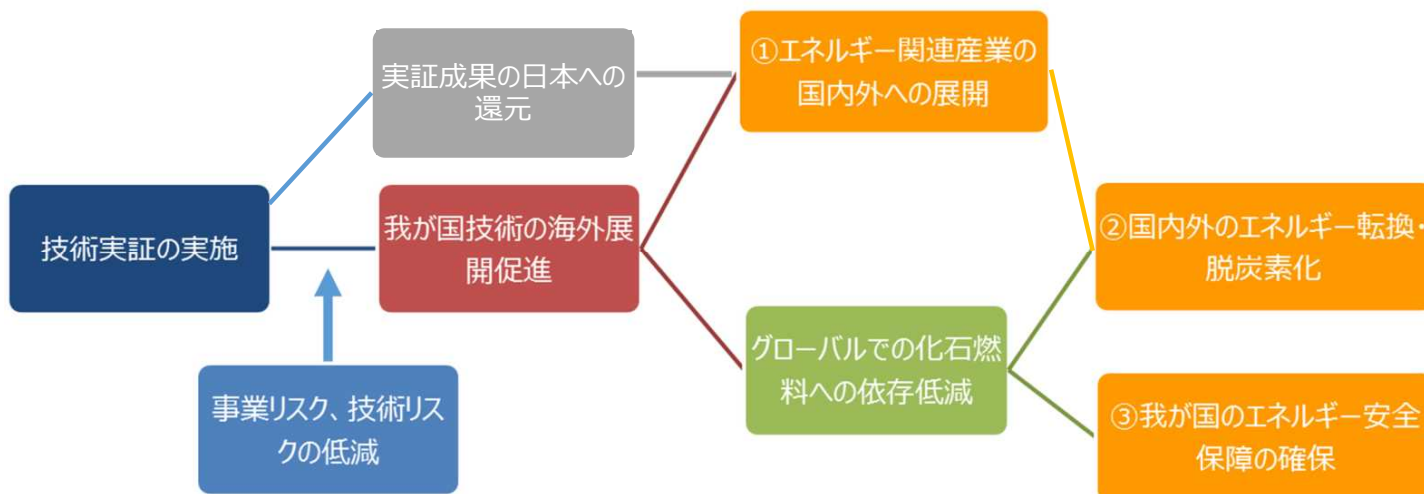 実証成果の日本への
還元
①エネルギー関連産業の
国内外への展開
技術実証の実施
我が国技術の海外展
開促進
②国内外のエネルギー転換・
脱炭素化
グローバルでの化石燃
料への依存低減
事業リスク、技術リス
クの低減
③我が国のエネルギー安全
保障の確保